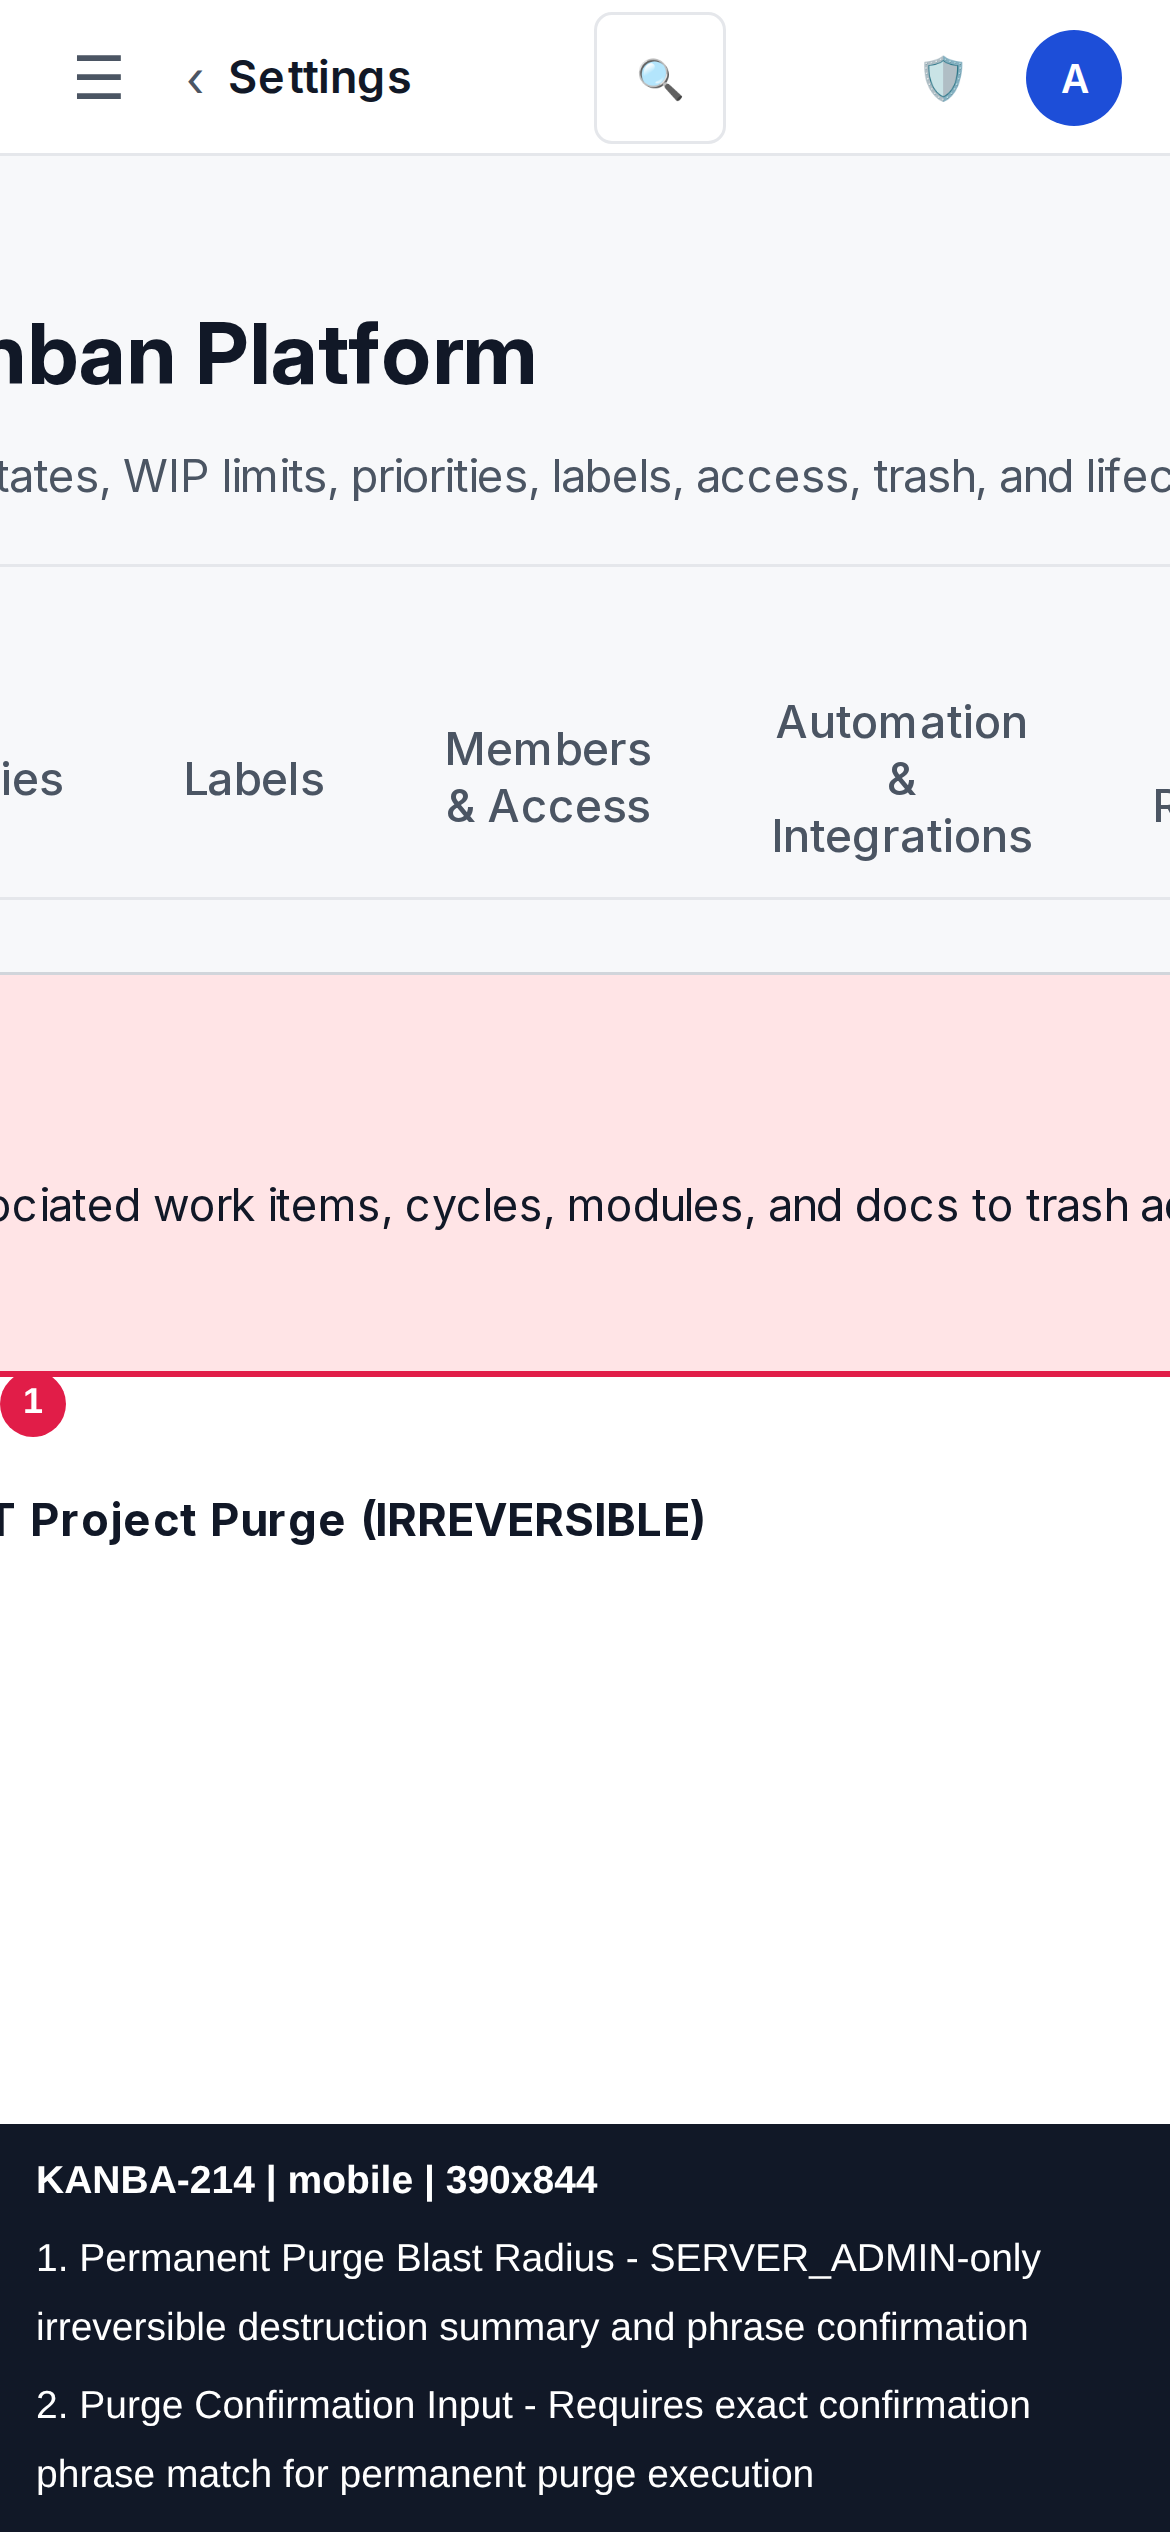 ☰ ‹ Settings 🔍 🛡️ A
nban Platform
tates, WIP limits, priorities, labels, access, trash, and lifec
ies Labels Members & Access Automation & Integrations R
ociated work items, cycles, modules, and docs to trash ac
1
T Project Purge (IRREVERSIBLE)
KANBA-214 | mobile | 390x844
1. Permanent Purge Blast Radius - SERVER_ADMIN-only
irreversible destruction summary and phrase confirmation
2. Purge Confirmation Input - Requires exact confirmation
phrase match for permanent purge execution